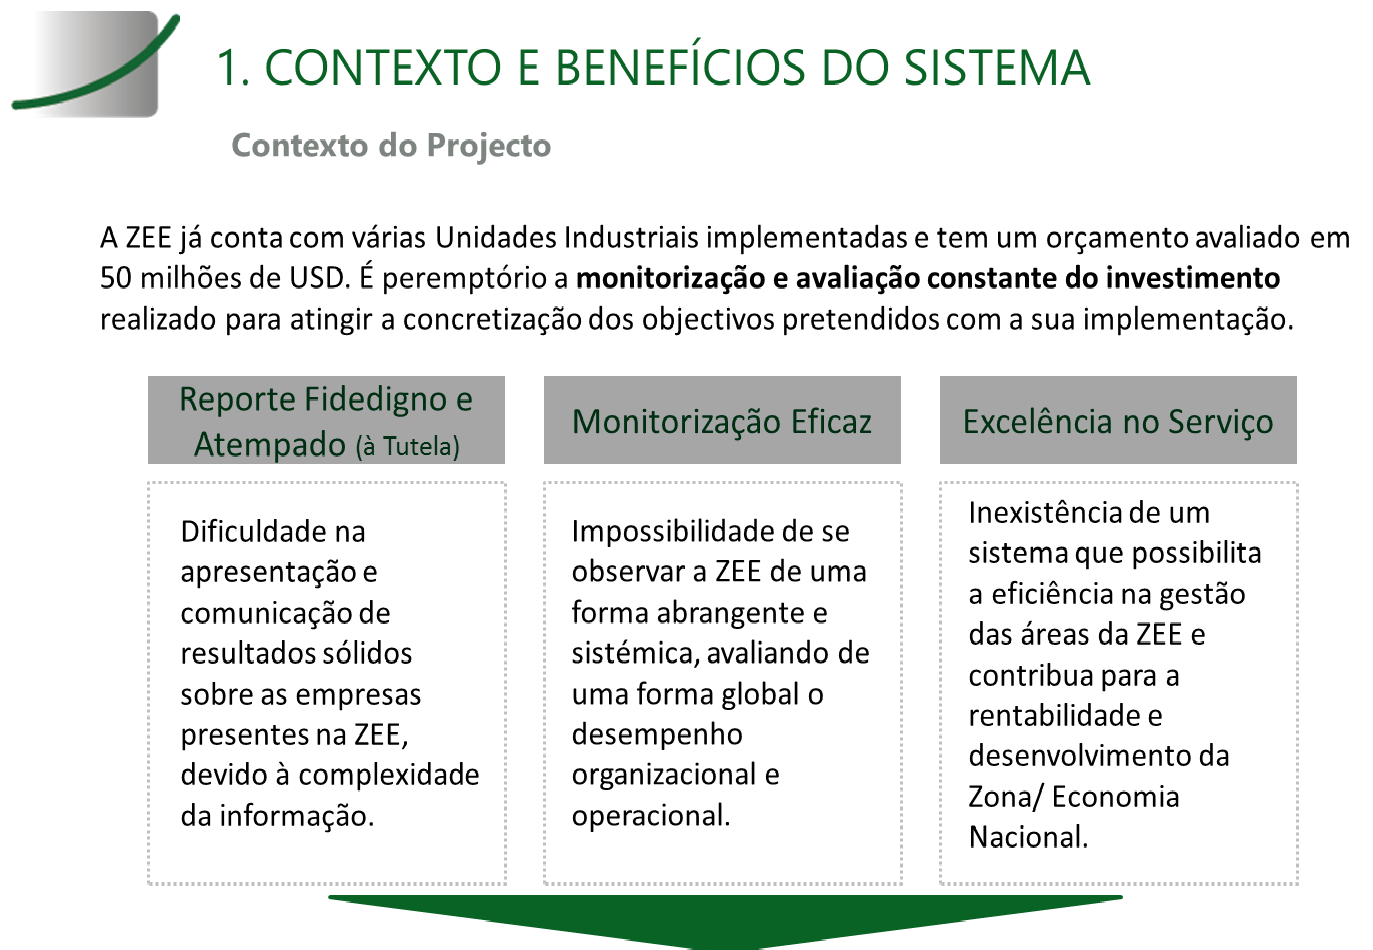 1. CONTEXTO E BENEFÍCIOS DO SISTEMA
Contexto do Projecto
A ZEE já conta com várias Unidades Industriais implementadas e tem um orçamento avaliado em
50 milhões de USD. É peremptório a monitorização e avaliação constante do investimento
realizado para atingir a concretização dos objectivos pretendidos com a sua implementação.
Reporte Fidedigno e
Atempado (à Tutela)
Dificuldade na
apresentação e
comunicação de
resultados sólidos
sobre as empresas
presentes na ZEE,
devido à complexidade
da informação.
Monitorização Eficaz
Impossibilidade de se
observar a ZEE de uma
forma abrangente e
sistémica, avaliando de
uma forma global o
desempenho
organizacional e
operacional.
Excelência no Serviço
Inexistência de um
sistema que possibilita
a eficiência na gestão
das áreas da ZEE e
contribua para a
rentabilidade e
desenvolvimento da
Zona/ Economia
Nacional.